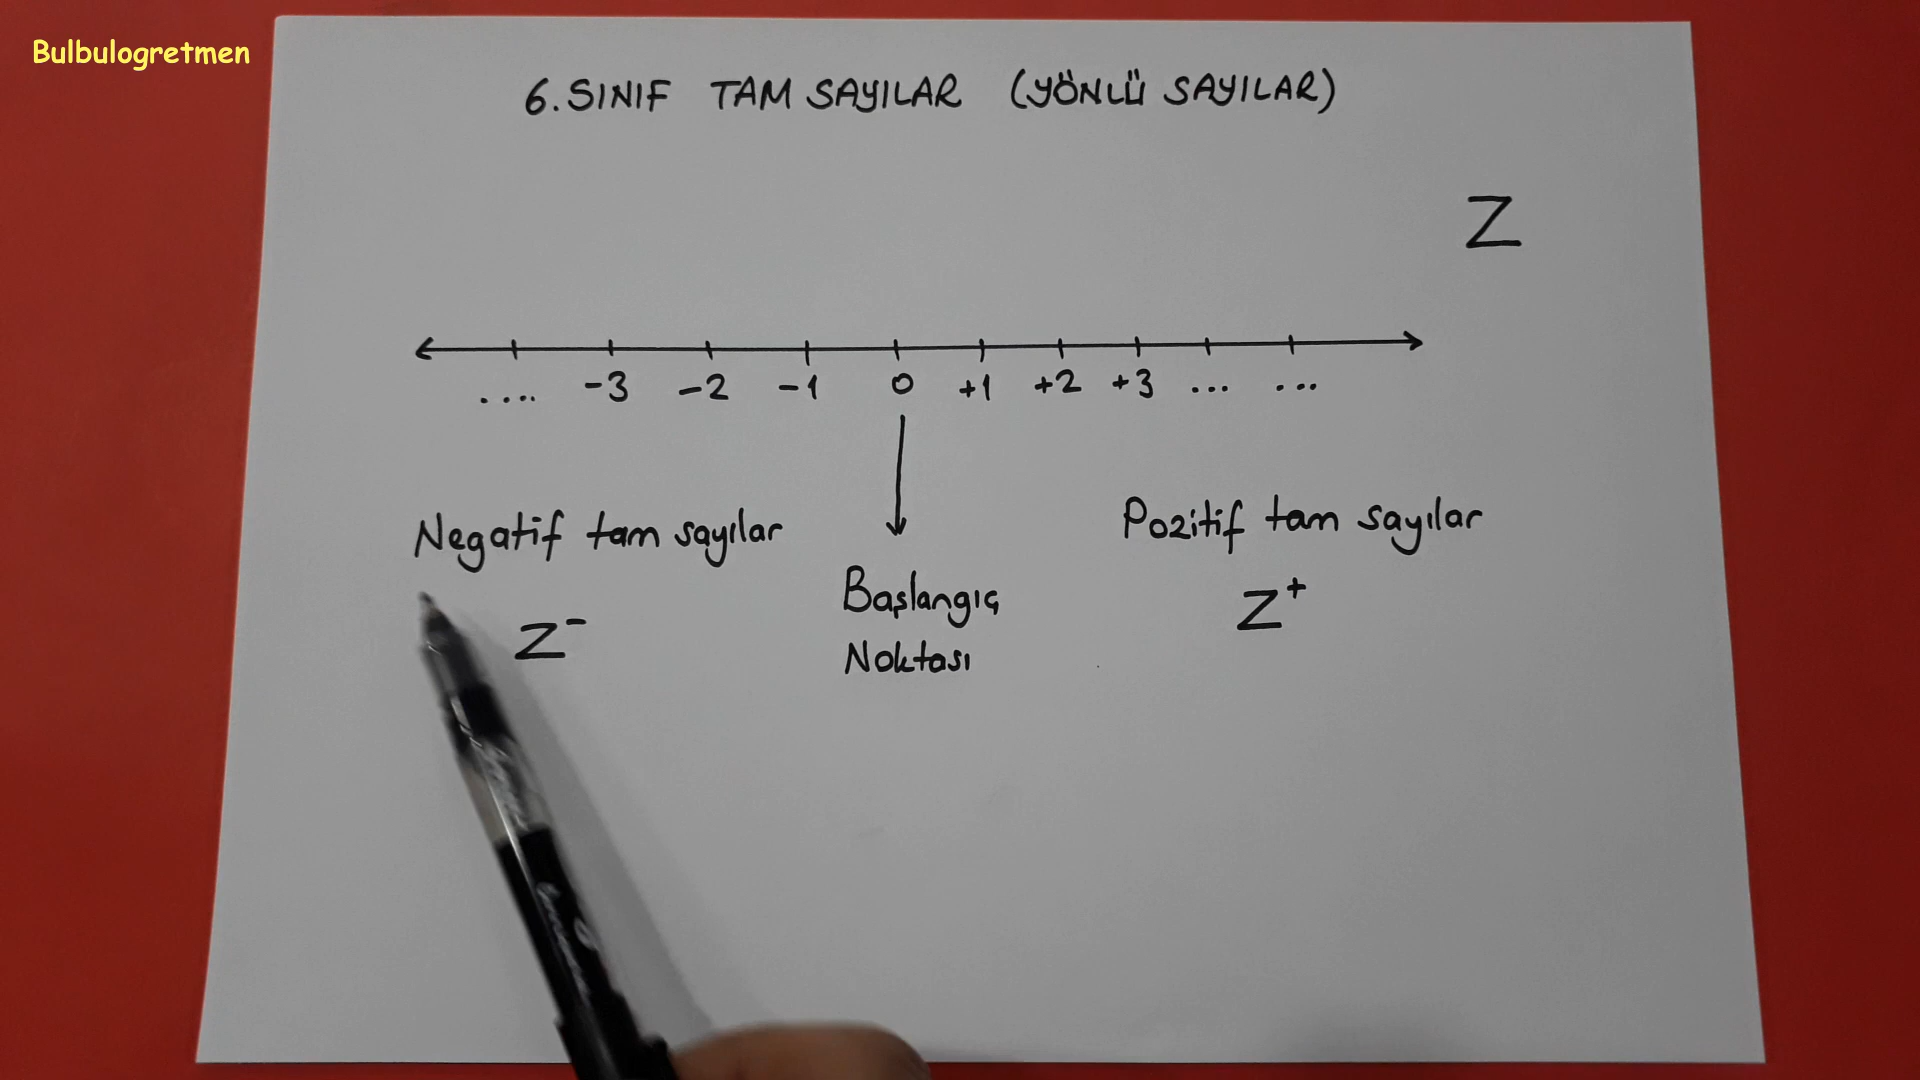 Bulbulogretmen
6.SINIF TAM SAYILAR (YÖNLÜ SAYILAR)
Z
.... -3 -2 -1 0 +1 +2 +3 ... ...
Negatif tam sayılar
Pozitif tam sayılar
Z⁻
Başlangıç
Noktası
Z⁺